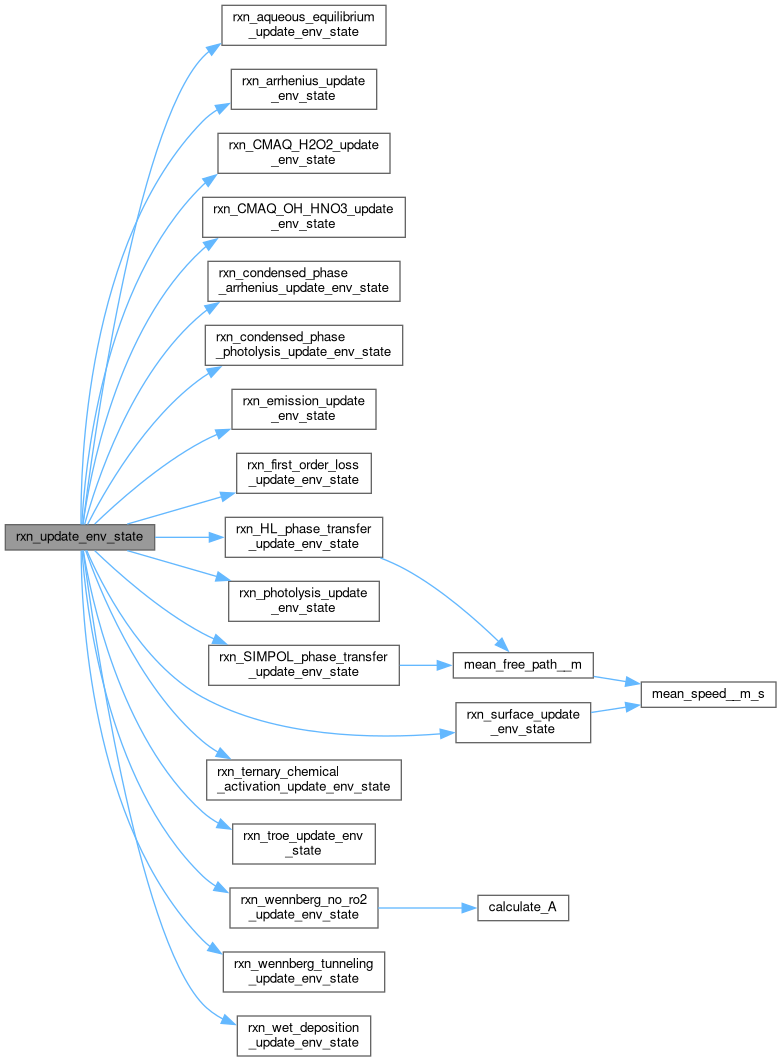 rxn_aqueous_equilibrium
_update_env_state
rxn_arrhenius_update
_env_state
rxn_CMAQ_H2O2_update
_env_state
rxn_CMAQ_OH_HNO3_update
_env_state
rxn_condensed_phase
_arrhenius_update_env_state
rxn_condensed_phase
_photolysis_update_env_state
rxn_emission_update
_env_state
rxn_first_order_loss
_update_env_state
rxn_update_env_state
rxn_HL_phase_transfer
_update_env_state
rxn_photolysis_update
_env_state
rxn_SIMPOL_phase_transfer
_update_env_state
mean_free_path__m
mean_speed__m_s
rxn_surface_update
_env_state
rxn_ternary_chemical
_activation_update_env_state
rxn_troe_update_env
_state
rxn_wennberg_no_ro2
_update_env_state
calculate_A
rxn_wennberg_tunneling
_update_env_state
rxn_wet_deposition
_update_env_state